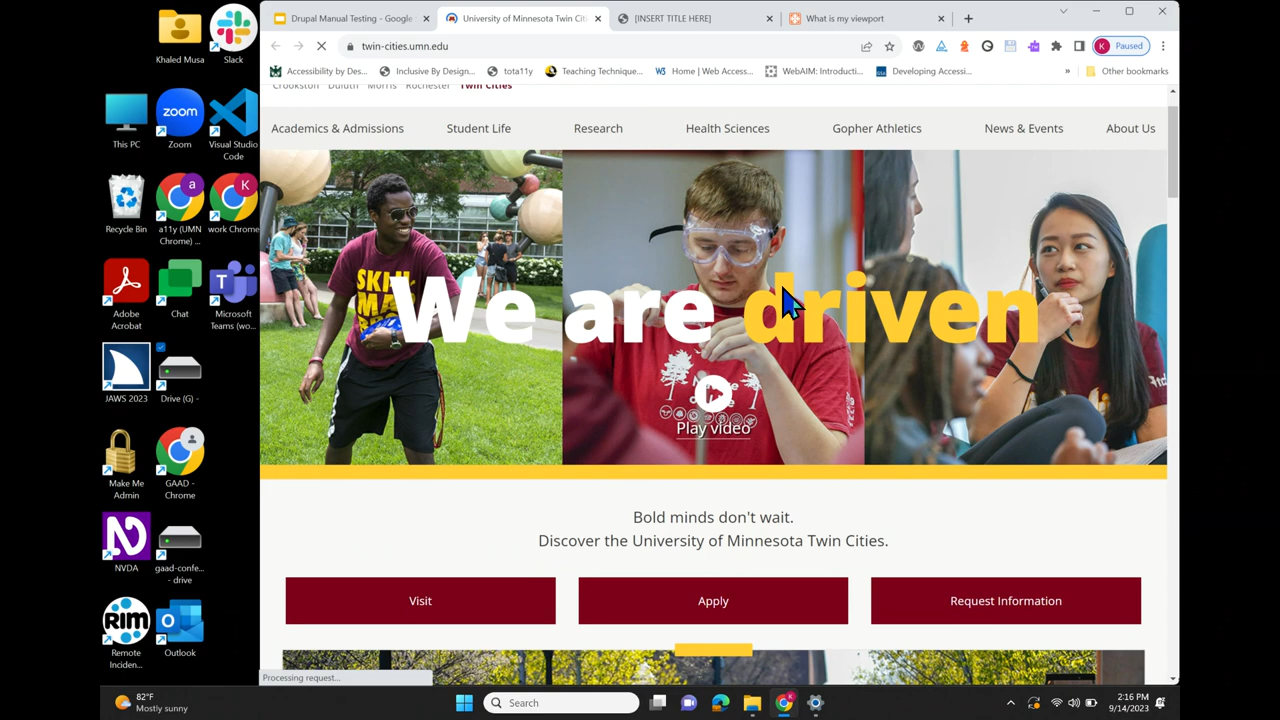 Khaled Musa
Slack
This PC
Zoom
zoom
Visual Studio
Code
Recycle Bin
a11y (UMN
Chrome) ...
work Chrome
Adobe
Acrobat
Chat
Microsoft
Teams (wo...
JAWS 2023
Drive (G) -
Make Me
Admin
GAAD -
Chrome
NVDA
gaad-confe...
- drive
Rim
Remote
Inciden...
Outlook
Drupal Manual Testing - Google
University of Minnesota Twin Citi
[INSERT TITLE HERE]
What is my viewport
twin-cities.umn.edu
K Paused
Accessibility by Des...
Inclusive By Design...
tota11y
Teaching Technique...
W3 Home | Web Access...
WebAIM: Introducti...
Developing Accessi...
»
Other bookmarks
Crookston Duluth Morris Rochester Twin Cities
Academics & Admissions
Student Life
Research
Health Sciences
Gopher Athletics
News & Events
About Us
We are driven
Play video
Bold minds don't wait.
Discover the University of Minnesota Twin Cities.
Visit
Apply
Request Information
Processing request...
82°F
Mostly sunny
Search
2:16 PM
9/14/2023